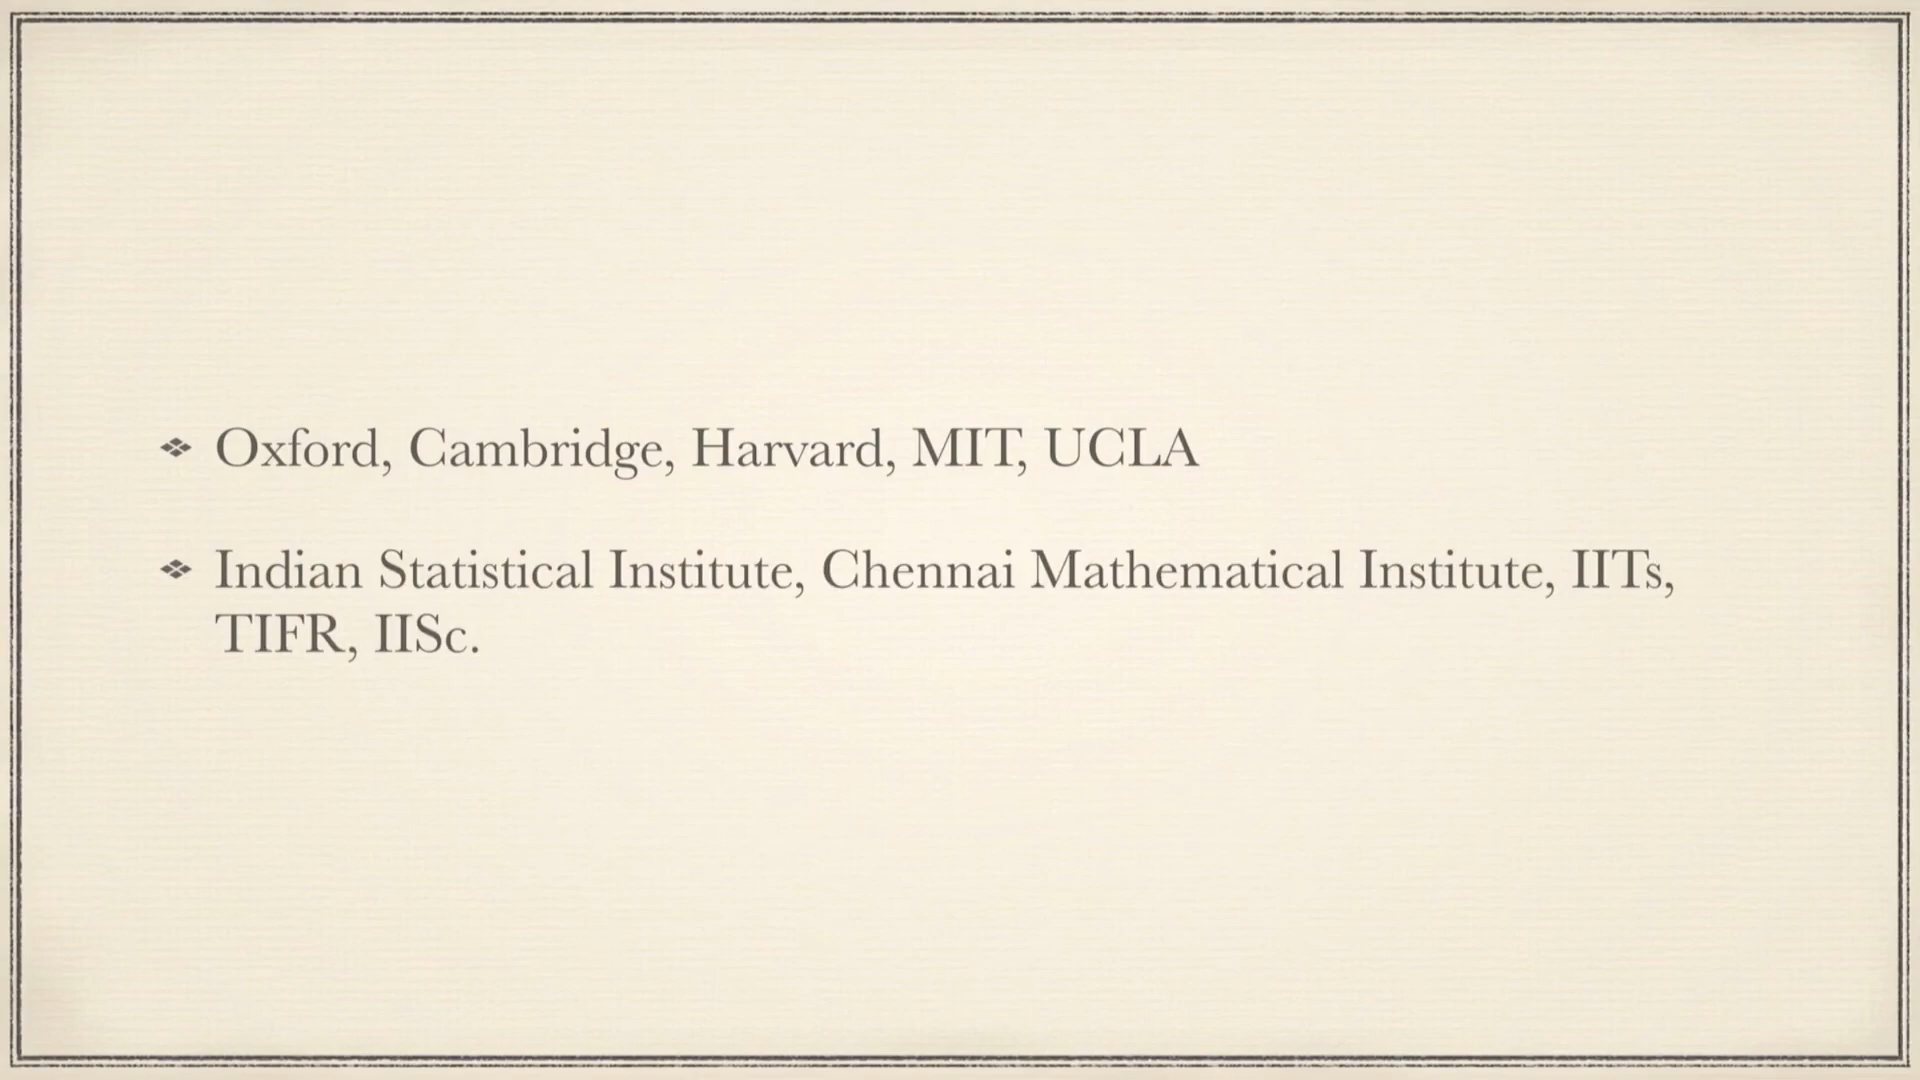 ❖ Oxford, Cambridge, Harvard, MIT, UCLA
❖ Indian Statistical Institute, Chennai Mathematical Institute, IITs,
TIFR, IISc.